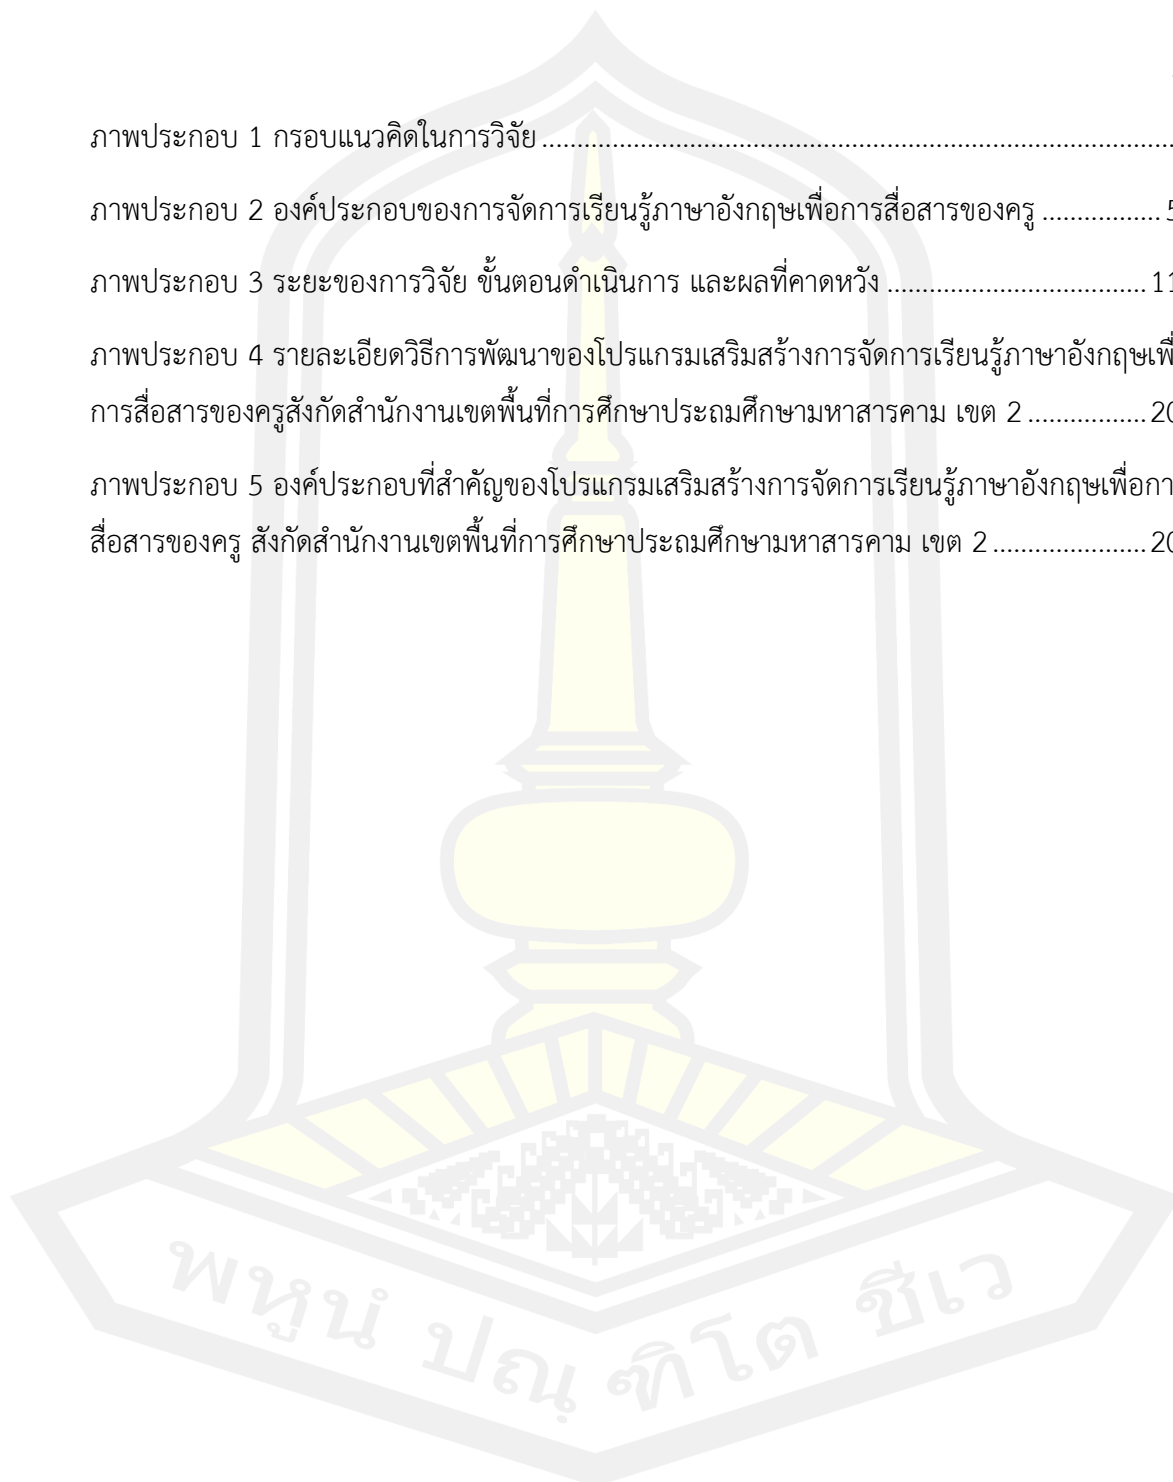 ภาพประกอบ 1 กรอบแนวคิดในการวิจัย ................................................................................
ภาพประกอบ 2 องค์ประกอบของการจัดการเรียนรู้ภาษาอังกฤษเพื่อการสื่อสารของครู ................. 5
ภาพประกอบ 3 ระยะของการวิจัย ขั้นตอนดำเนินการ และผลที่คาดหวัง ..................................... 11
ภาพประกอบ 4 รายละเอียดวิธีการพัฒนาของโปรแกรมเสริมสร้างการจัดการเรียนรู้ภาษาอังกฤษเพื่
การสื่อสารของครูสังกัดสำนักงานเขตพื้นที่การศึกษาประถมศึกษามหาสารคาม เขต 2 ................. 20
ภาพประกอบ 5 องค์ประกอบที่สำคัญของโปรแกรมเสริมสร้างการจัดการเรียนรู้ภาษาอังกฤษเพื่อกา
สื่อสารของครู สังกัดสำนักงานเขตพื้นที่การศึกษาประถมศึกษามหาสารคาม เขต 2 ...................... 20
พหูนํ ปณฺฑิโต ชีเว